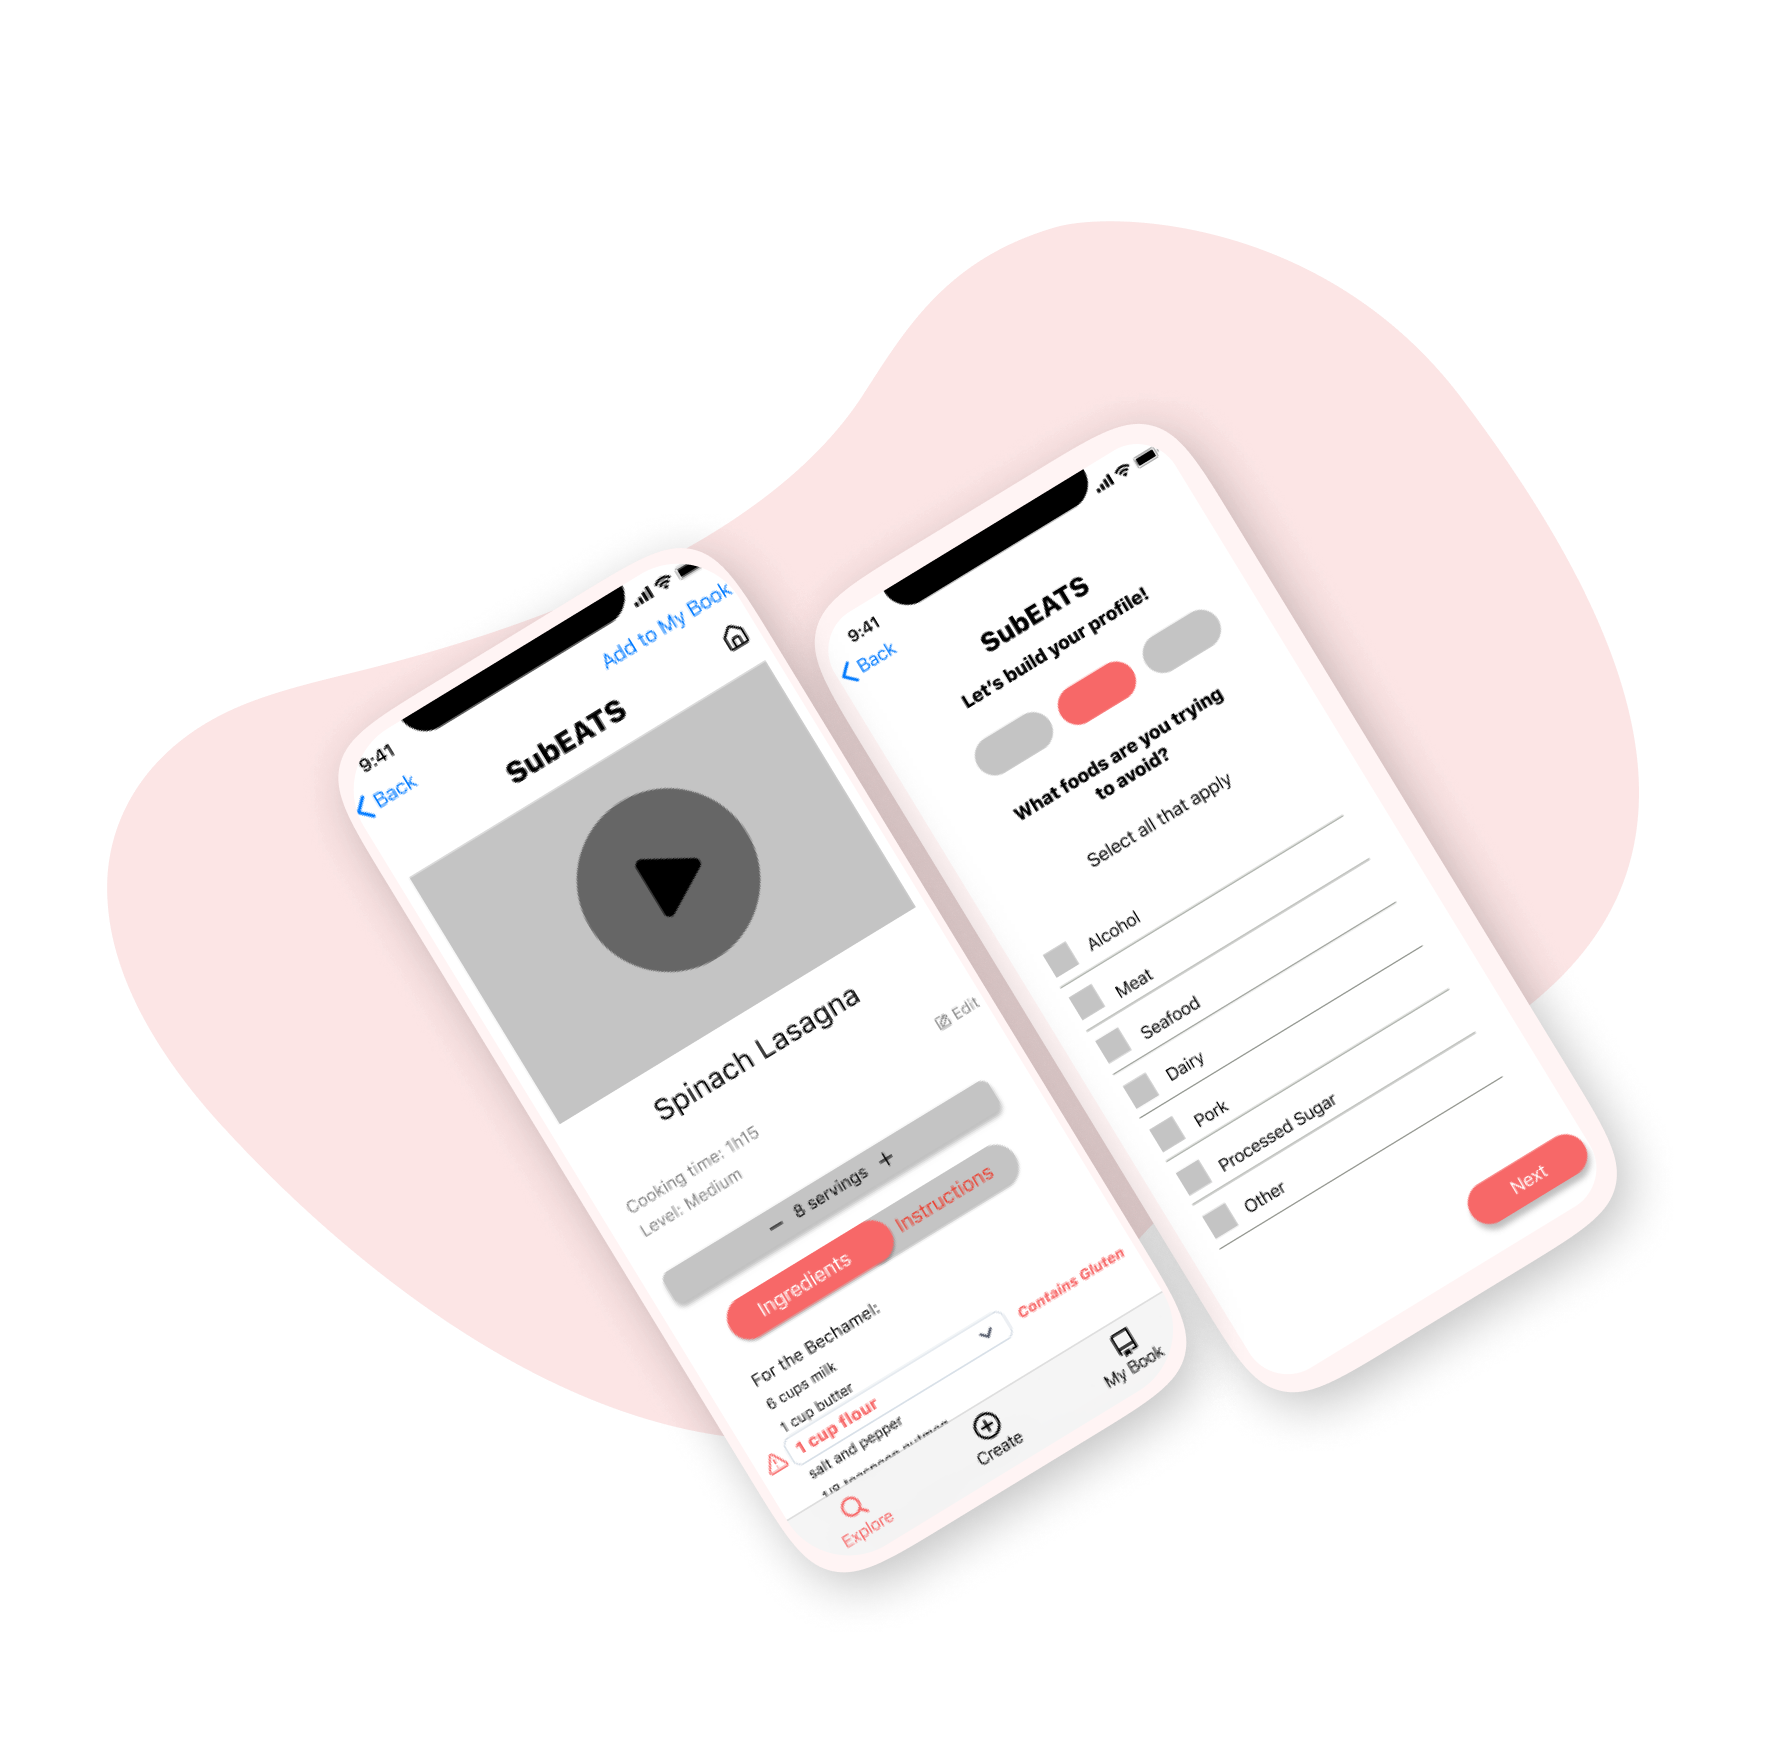 9:41
Back
Add to My Book
SubEATS
Spinach Lasagna
Edit
Cooking time: 1h15
Level: Medium
8 servings
Ingredients
Instructions
For the Bechamel:
6 cups milk
1 cup butter
1 cup flour
Contains Gluten
salt and pepper
Explore
Create
My Book
9:41
Back
SubEATS
Let's build your profile!
What foods are you trying
to avoid?
Select all that apply
Alcohol
Meat
Seafood
Dairy
Pork
Processed Sugar
Other
Next